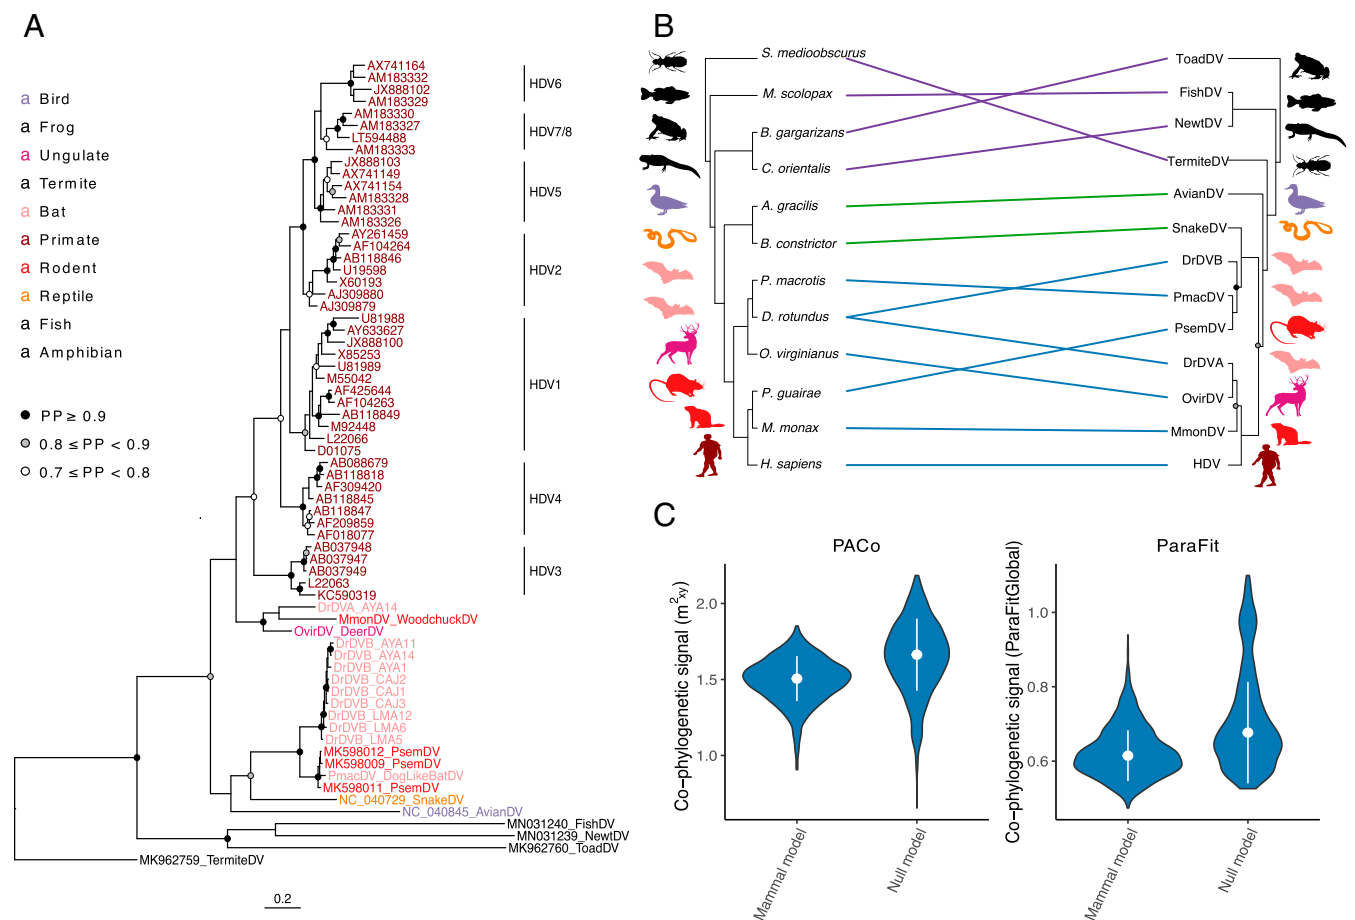 A
a Bird
a Frog
a Ungulate
a Termite
a Bat
a Primate
a Rodent
a Reptile
a Fish
a Amphibian
PP ≥ 0.9
0.8 ≤ PP < 0.9
0.7 ≤ PP < 0.8
AX741164
AM183332
JX888102
AM183329
HDV6
AM183330
AM183327
LT594488
AM183333
HDV7/8
JX888103
AX741149
AX741154
AM183328
AM183331
AM183326
HDV5
AY261459
AF104264
AB118846
U19598
X60193
AJ309880
AJ309879
HDV2
U81988
AY633627
JX888100
X85253
U81989
M55042
AF425644
AF104263
AB118849
M92448
L22066
D01075
HDV1
AB088679
AB118818
AF309420
AB118845
AB118847
AF209859
AF018077
HDV4
AB037948
AB037947
AB037949
L22063
KC590319
HDV3
DrDVA_AYA14
MmonDV_WoodchuckDV
OvirDV_DeerDV
DrDVB_AYA11
DrDVB_AYA14
DrDVB_AYA1
DrDVB_CAJ2
DrDVB_CAJ1
DrDVB_CAJ3
DrDVB_LMA12
DrDVB_LMA6
DrDVB_LMA5
MK598012_PsemDV
MK598009_PsemDV
PmacDV_DogLikeBatDV
MK598011_PsemDV
NC_040729_SnakeDV
NC_040845_AvianDV
MN031240_FishDV
MN031239_NewtDV
MK962760_ToadDV
MK962759_TermiteDV
0.2
B
S. medioobscurus
M. scolopax
B. gargarizans
C. orientalis
A. gracilis
B. constrictor
P. macrotis
D. rotundus
O. virginianus
P. guairae
M. monax
H. sapiens
ToadDV
FishDV
NewtDV
TermiteDV
AvianDV
SnakeDV
DrDVB
PmacDV
PsemDV
DrDVA
OvirDV
MmonDV
HDV
C
PACo
Co−phylogenetic signal (m²xy)
2.0
1.5
1.0
Mammal model
Null model
ParaFit
Co−phylogenetic signal (ParaFitGlobal)
1.0
0.8
0.6
Mammal model
Null model